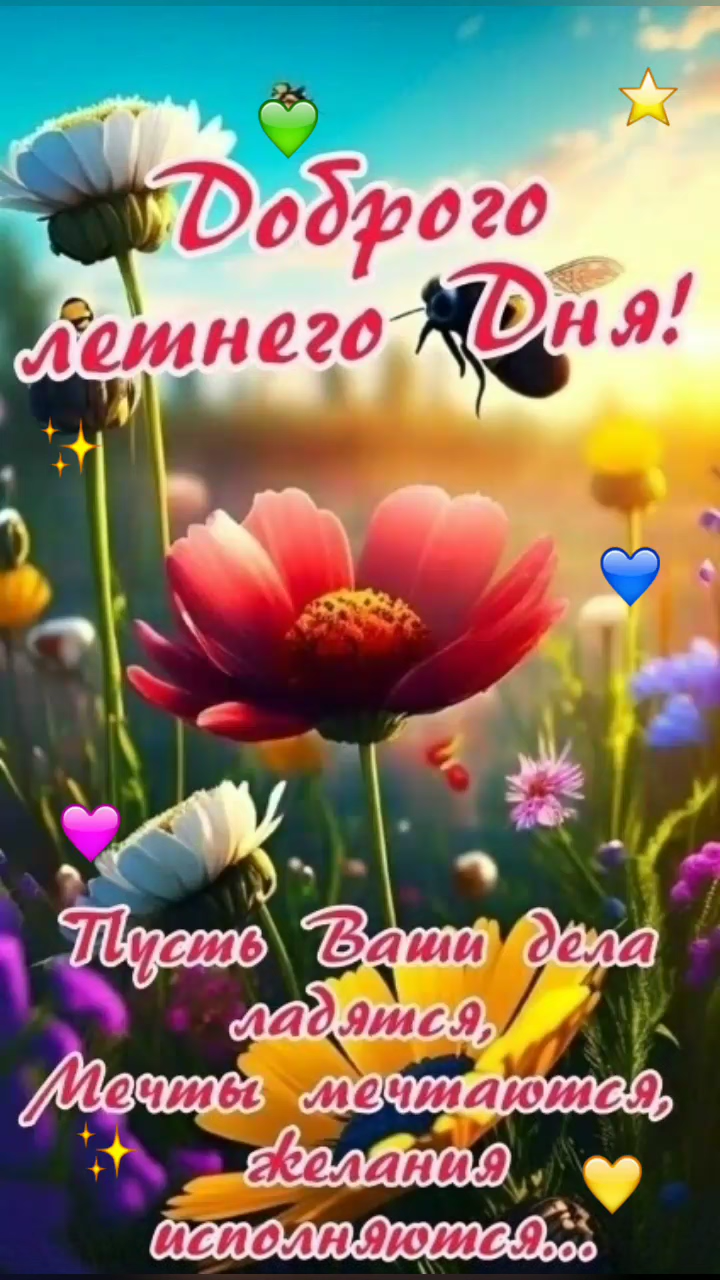 Доброго
летнего Дня!
Пусть Ваши дела
ладятся,
Мечты мечтаются,
желания
исполняются...